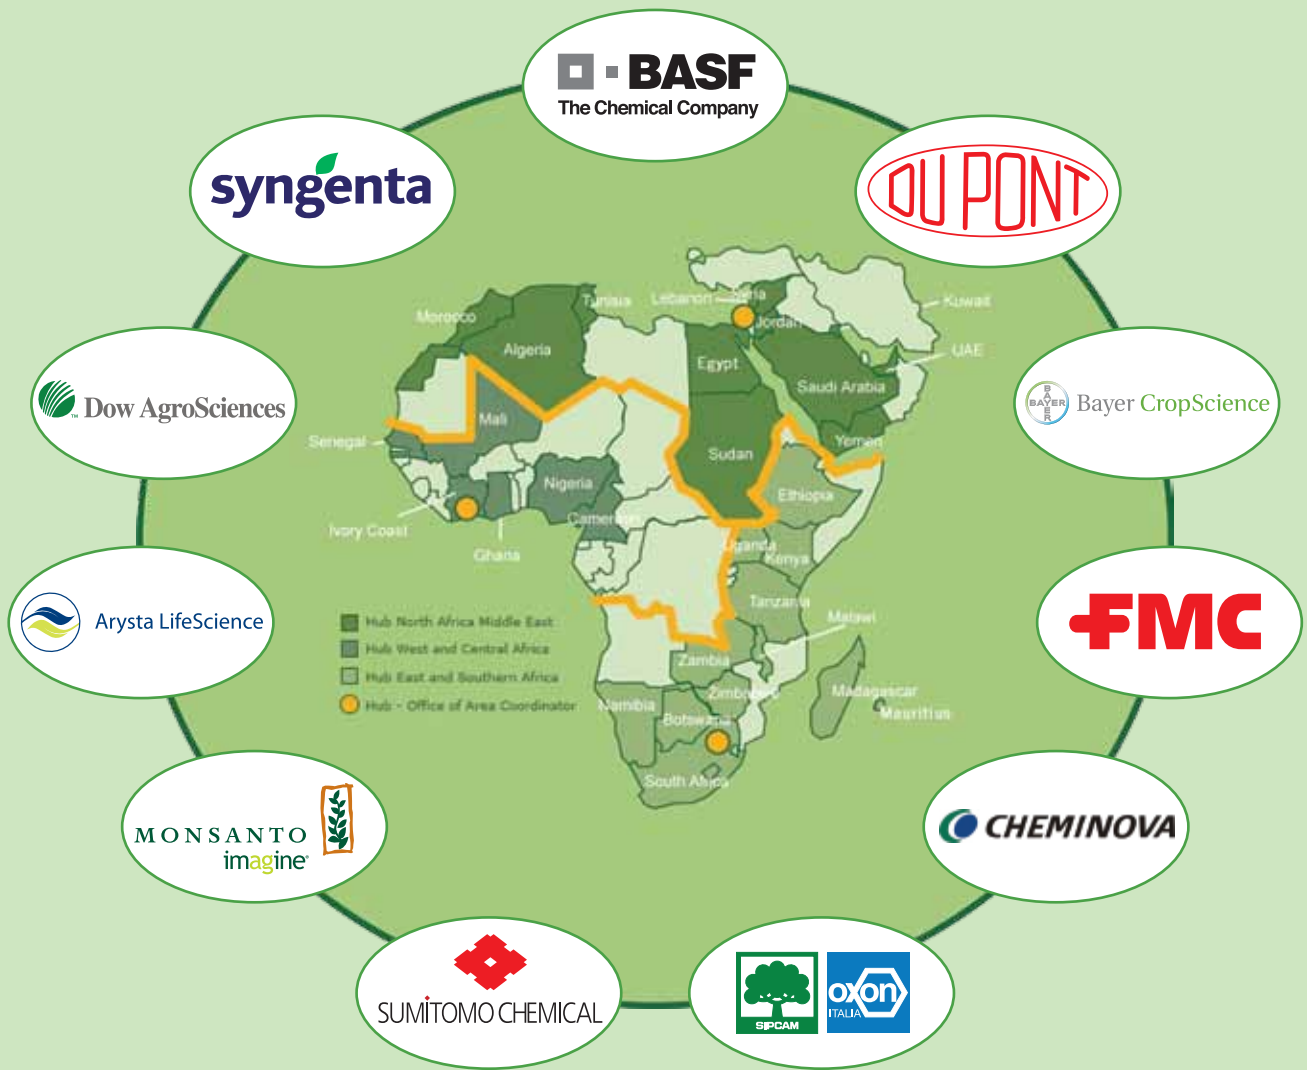 BASF
The Chemical Company
syngenta
DU PONT
Dow AgroSciences
TM
BAYER
BAYER
Bayer CropScience
Arysta LifeScience
FMC
MONSANTO
imagine®
CHEMINOVA
SUMITOMO CHEMICAL
SIPCAM
oxon
ITALIA
Tunisia
Lebanon
Syria
Kuwait
Morocco
Jordan
Algeria
Egypt
UAE
Saudi Arabia
Mali
Senegal
Yemen
Sudan
Nigeria
Ethiopia
Ivory Coast
Cameroon
Ghana
Uganda
Kenya
Tanzania
Malawi
Hub North Africa Middle East
Hub West and Central Africa
Hub East and Southern Africa
Hub - Office of Area Coordinator
Zambia
Zimbabwe
Madagascar
Namibia
Mauritius
Botswana
South Africa